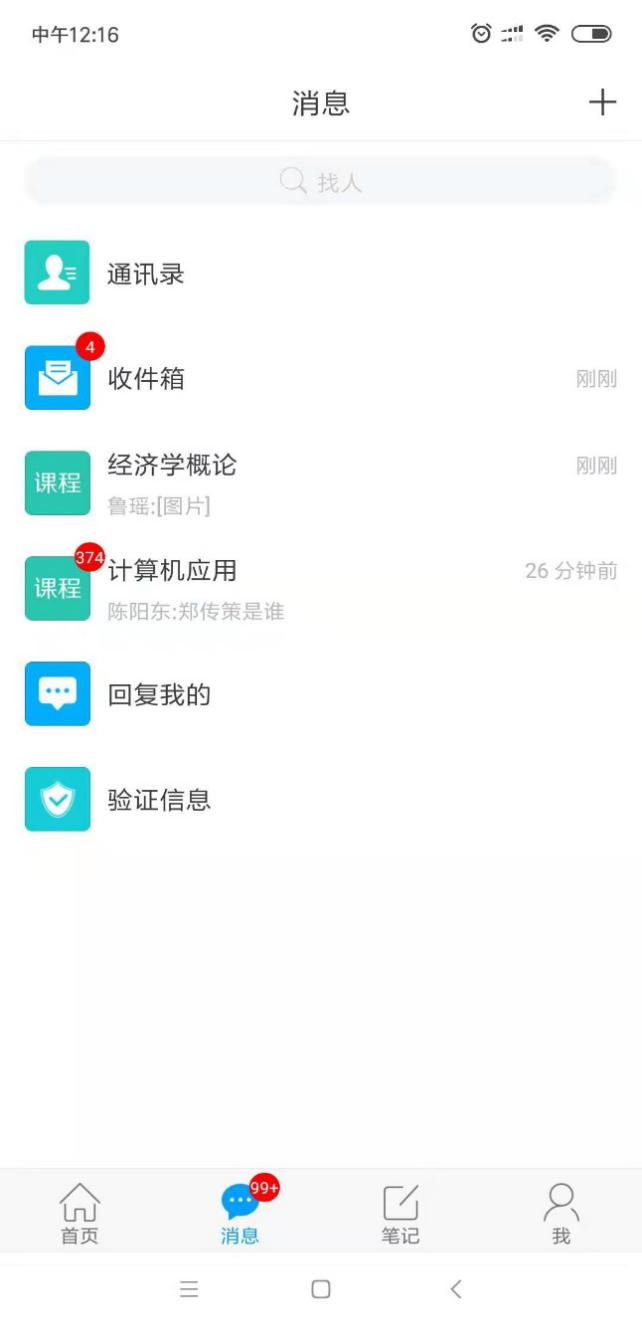 中午12:16
消息
找人
通讯录
4
收件箱
刚刚
课程
经济学概论
刚刚
鲁瑶:[图片]
374
课程
计算机应用
26 分钟前
陈阳东:郑传策是谁
回复我的
验证信息
99+
首页
消息
笔记
我